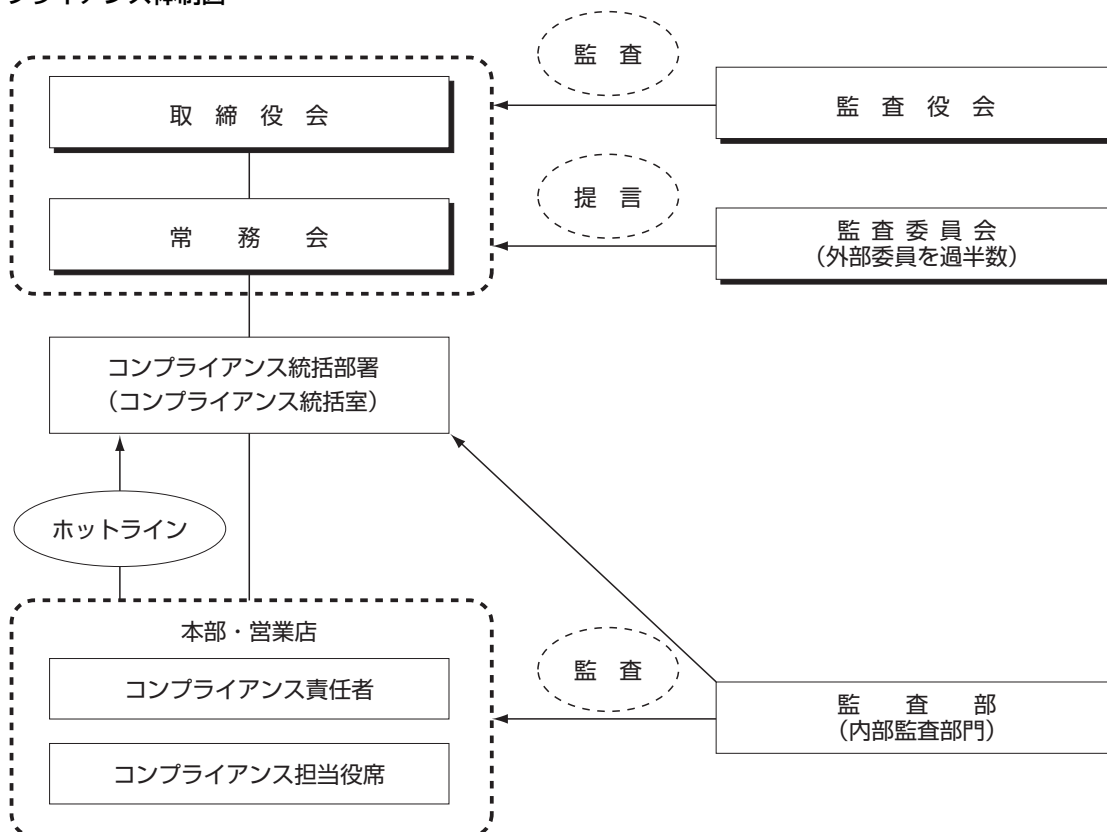 監査
取締役会
監査役会
提言
常務会
監査委員会
（外部委員を過半数）
コンプライアンス統括部署
（コンプライアンス統括室）
ホットライン
本部・営業店
監査
コンプライアンス責任者
監査部
（内部監査部門）
コンプライアンス担当役席